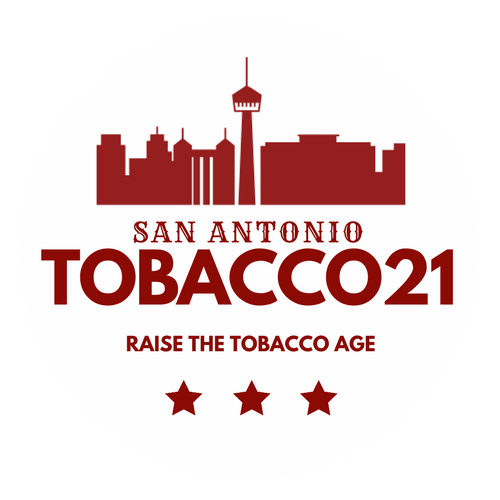 SAN ANTONIO
TOBACCO21
RAISE THE TOBACCO AGE